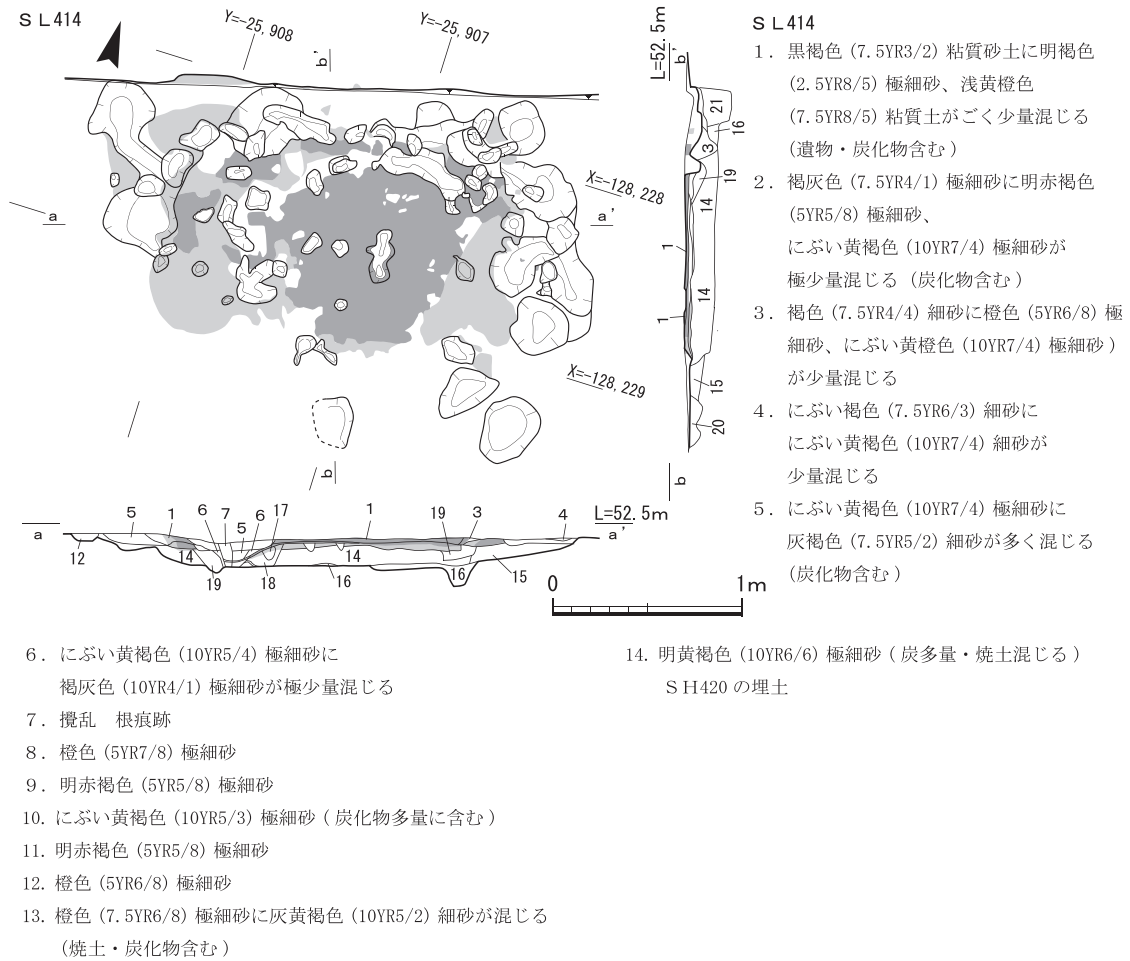 ＳＬ414
Y=-25,908
Y=-25,907
b'
a
a'
X=-128,228
X=-128,229
b
L=52.5m
b'
21
16
3
19
14
1
14
1
15
20
b
a
5
1
6
7
5
6
17
1
19
3
L=52.5m
4
a'
12
14
19
18
14
16
16
15
0
1m
ＳＬ414
１．黒褐色（7.5YR3/2）粘質砂土に明褐色
（2.5YR8/5）極細砂、浅黄橙色
（7.5YR8/5）粘質土がごく少量混じる
（遺物・炭化物含む）
２．褐灰色（7.5YR4/1）極細砂に明赤褐色
（5YR5/8）極細砂、
にぶい黄褐色（10YR7/4）極細砂が
極少量混じる（炭化物含む）
３．褐色（7.5YR4/4）細砂に橙色（5YR6/8）極
細砂、にぶい黄橙色（10YR7/4）極細砂）
が少量混じる
４．にぶい褐色（7.5YR6/3）細砂に
にぶい黄褐色（10YR7/4）細砂が
少量混じる
５．にぶい黄褐色（10YR7/4）細砂に
灰褐色（7.5YR5/2）細砂が多く混じる
（炭化物含む）
６．にぶい黄褐色（10YR5/4）極細砂に
褐灰色（10YR4/1）極細砂が極少量混じる
７．攪乱　根痕跡
８．橙色（5YR7/8）極細砂
９．明赤褐色（5YR5/8）極細砂
10．にぶい黄褐色（10YR5/3）極細砂（炭化物多量に含む）
11．明赤褐色（5YR5/8）極細砂
12．橙色（5YR6/8）極細砂
13．橙色（7.5YR6/8）極細砂に灰黄褐色（10YR5/2）細砂が混じる
（焼土・炭化物含む）
14．明黄褐色（10YR6/6）極細砂（炭多量・焼土混じる）
ＳＨ420 の埋土